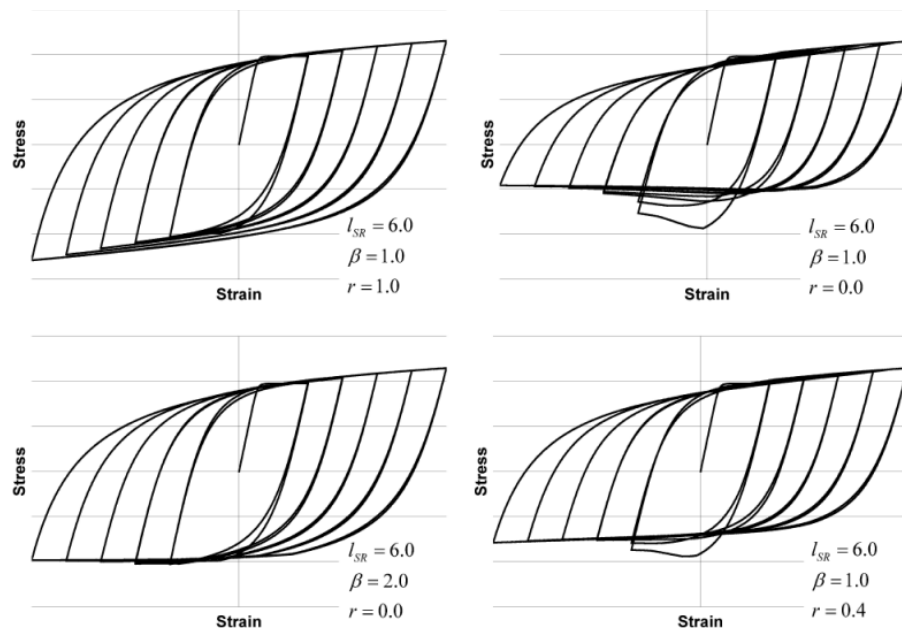 Stress
l_SR = 6.0
β = 1.0
r = 1.0
Strain
Stress
l_SR = 6.0
β = 1.0
r = 0.0
Strain
Stress
l_SR = 6.0
β = 2.0
r = 0.0
Strain
Stress
l_SR = 6.0
β = 1.0
r = 0.4
Strain